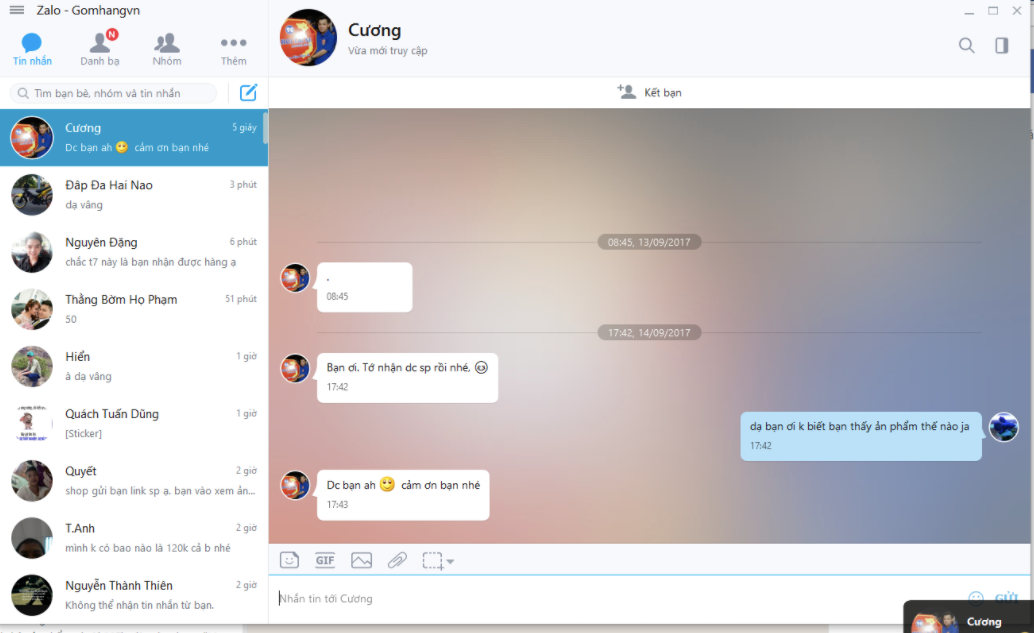 Zalo - Gomhangvn
N
Tin nhắn
Danh bạ
Nhóm
Thêm
Tìm bạn bè, nhóm và tin nhắn
Cương
5 giây
Dc bạn ah cảm ơn bạn nhé
Đập Đa Hai Nao
3 phút
dạ vâng
Nguyên Đặng
6 phút
chắc t7 này là bạn nhận được hàng ạ
Thằng Bờm Họ Phạm
51 phút
50
Hiển
1 giờ
à dạ vâng
Quách Tuấn Dũng
1 giờ
[Sticker]
Quyết
2 giờ
shop gửi bạn link sp ạ. bạn vào xem ản...
T.Anh
2 giờ
mình k có bao nào là 120k cả b nhé
Nguyễn Thành Thiên
2 giờ
Không thể nhận tin nhắn từ bạn.
Cương
Vừa mới truy cập
Kết bạn
08:45, 13/09/2017
.
08:45
17:42, 14/09/2017
Bạn ơi. Tớ nhận dc sp rồi nhé.
17:42
dạ bạn ơi k biết bạn thấy ản phẩm thế nào ja
17:42
Dc bạn ah cảm ơn bạn nhé
17:43
GIF
Nhắn tin tới Cương
GỬI
Cương